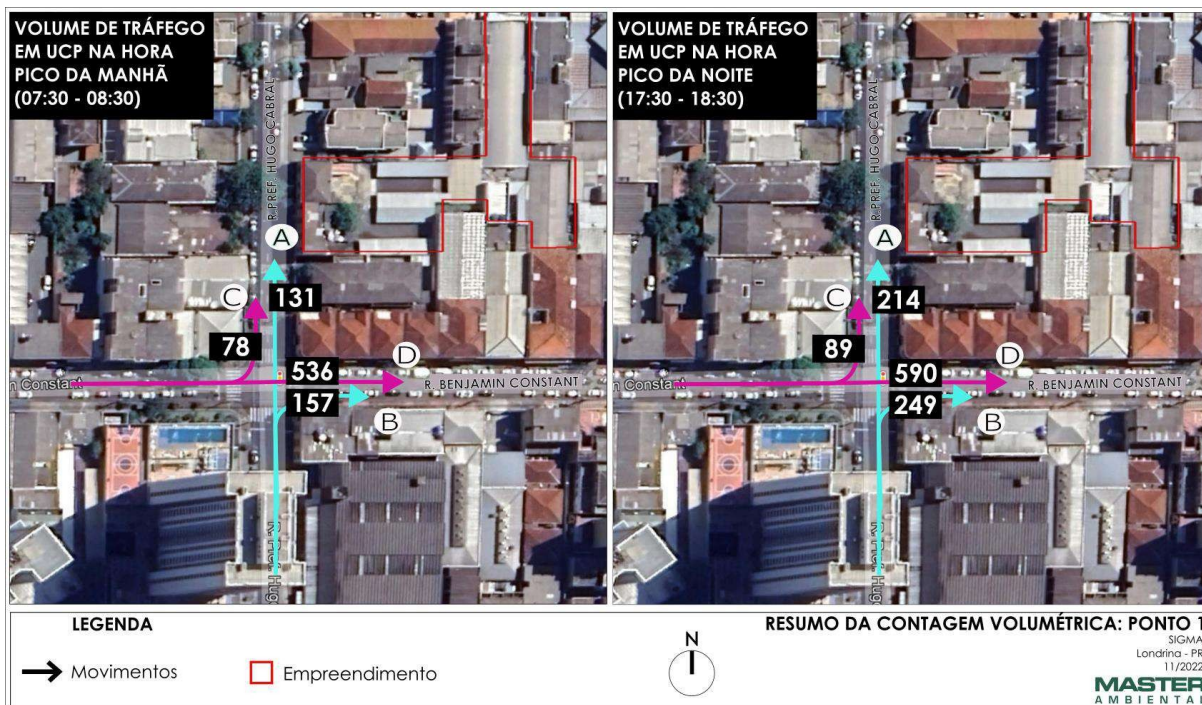 VOLUME DE TRÁFEGO
EM UCP NA HORA
PICO DA MANHÃ
(07:30 - 08:30)
R.PREF. HUGO CABRAL
A
C
131
78
D
536
n Constant
R. BENJAMIN CONSTANT
157
B
VOLUME DE TRÁFEGO
EM UCP NA HORA
PICO DA NOITE
(17:30 - 18:30)
R.PREF. HUGO CABRAL
A
C
214
89
D
590
n Constant
R. BENJAMIN CONSTANT
249
B
LEGENDA
Movimentos
Empreendimento
N
RESUMO DA CONTAGEM VOLUMÉTRICA: PONTO 1
SIGMA
Londrina - PR
11/2022
MASTER
AMBIENTAL